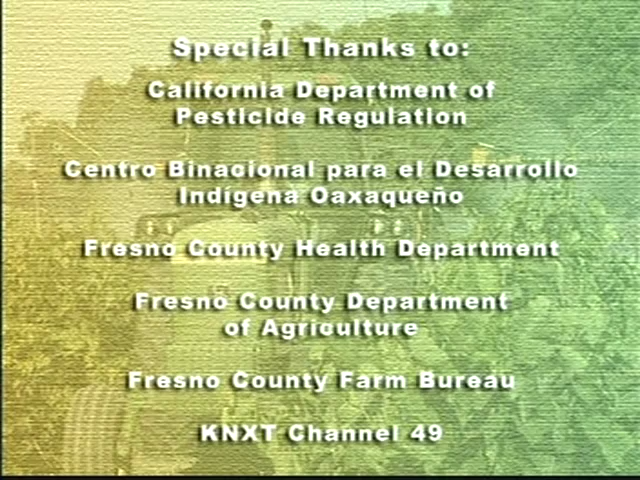 Special Thanks to:
California Department of
Pesticide Regulation
Centro Binacional para el Desarrollo
Indígena Oaxaqueño
Fresno County Health Department
Fresno County Department
of Agriculture
Fresno County Farm Bureau
KNXT Channel 49